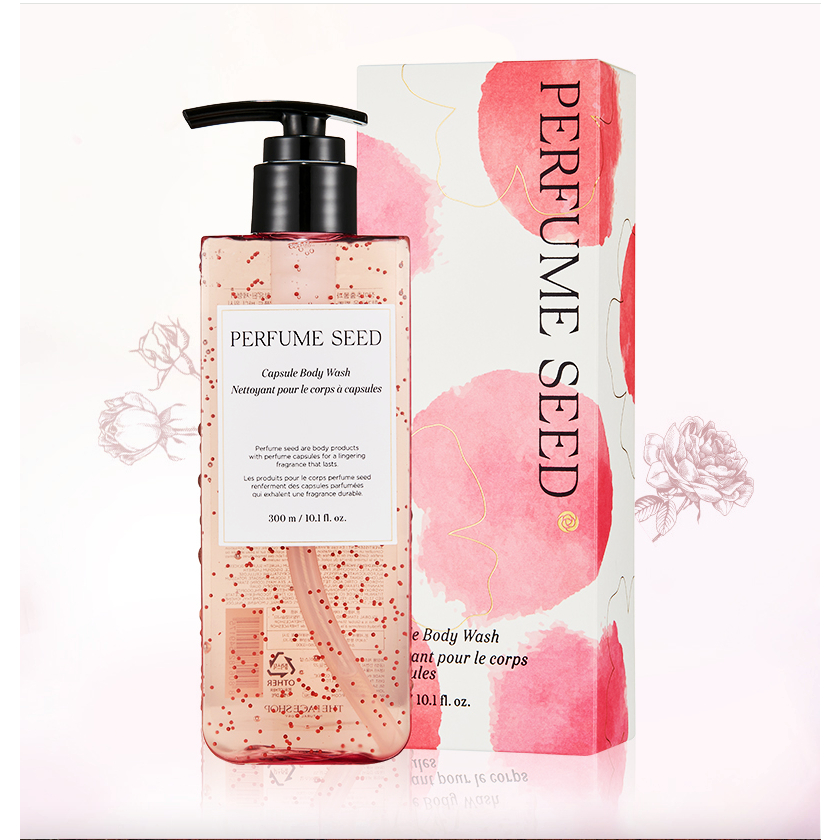 PERFUME SEED
Capsule Body Wash
Nettoyant pour le corps à capsules
Perfume seed are body products
with perfume capsules for a lingering
fragrance that lasts.
Les produits pour le corps perfume seed
renferment des capsules parfumées
qui exhalent une fragrance durable.
300 m / 10.1 fl. oz.
OTHER
THE FACE SHOP
PERFUME SEED
e Body Wash
ant pour le corps
ules
/ 10.1 fl. oz.